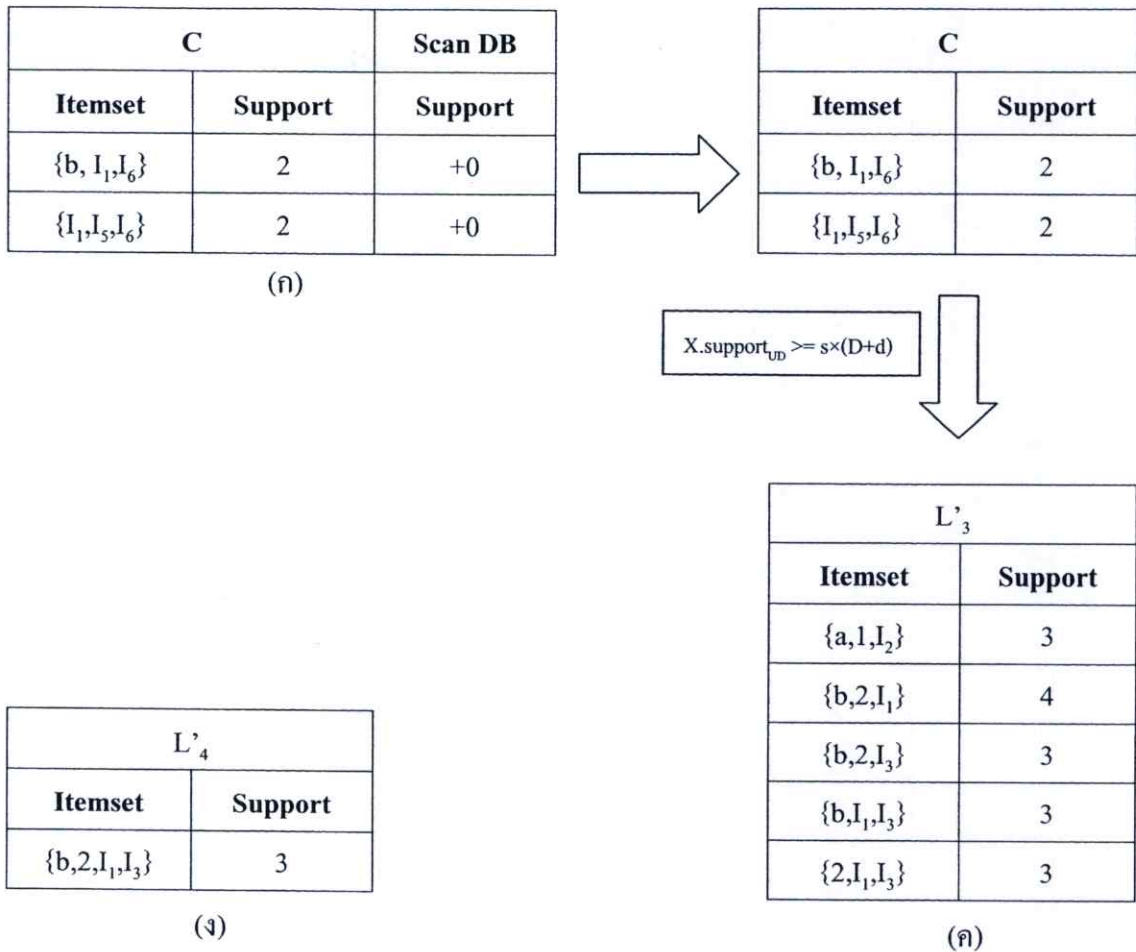 C | Scan DB
Itemset | Support | Support
{b, I₁,I₆} | 2 | +0
{I₁,I₅,I₆} | 2 | +0
(ก)
C
Itemset | Support
{b, I₁,I₆} | 2
{I₁,I₅,I₆} | 2
X.support_UD >= s×(D+d)
L’₃
Itemset | Support
{a,1,I₂} | 3
{b,2,I₁} | 4
{b,2,I₃} | 3
{b,I₁,I₃} | 3
{2,I₁,I₃} | 3
(ค)
L’₄
Itemset | Support
{b,2,I₁,I₃} | 3
(ง)